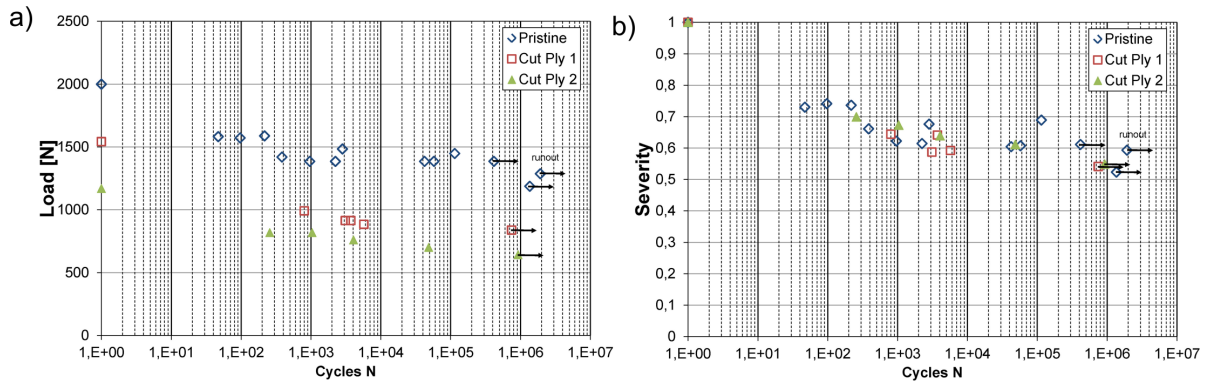 a)
Load [N]
2500
2000
1500
1000
500
0
1,E+00
1,E+01
1,E+02
1,E+03
1,E+04
1,E+05
1,E+06
1,E+07
Cycles N
Pristine
Cut Ply 1
Cut Ply 2
runout
b)
Severity
1
0,9
0,8
0,7
0,6
0,5
0,4
0,3
0,2
0,1
0
1,E+00
1,E+01
1,E+02
1,E+03
1,E+04
1,E+05
1,E+06
1,E+07
Cycles N
Pristine
Cut Ply 1
Cut Ply 2
runout